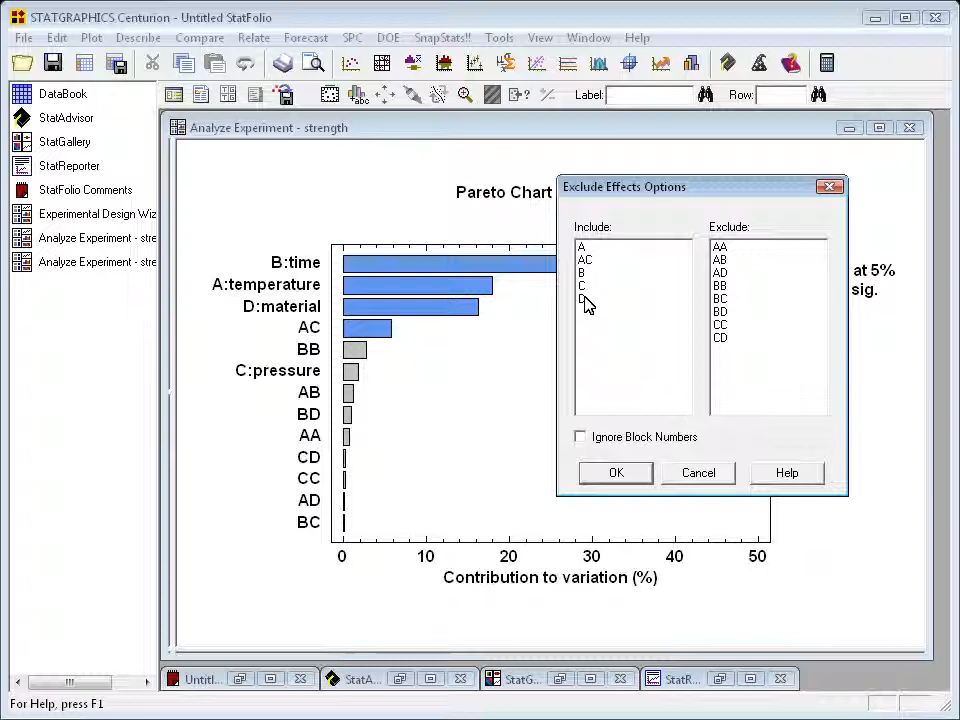 STATGRAPHICS Centurion - Untitled StatFolio
File Edit Plot Describe Compare Relate Forecast SPC DOE SnapStats!! Tools View Window Help
Label: Row:
DataBook
StatAdvisor
StatGallery
StatReporter
StatFolio Comments
Experimental Design Wiz
Analyze Experiment - stre
Analyze Experiment - stre
Analyze Experiment - strength
Pareto Chart
at 5%
sig.
B:time
A:temperature
D:material
AC
BB
C:pressure
AB
BD
AA
CD
CC
AD
BC
0 10 20 30 40 50
Contribution to variation (%)
Exclude Effects Options
Include:
A
AC
B
C
D
Exclude:
AA
AB
AD
BB
BC
BD
CC
CD
Ignore Block Numbers
OK Cancel Help
Untitl... StatA... StatG... StatR...
For Help, press F1